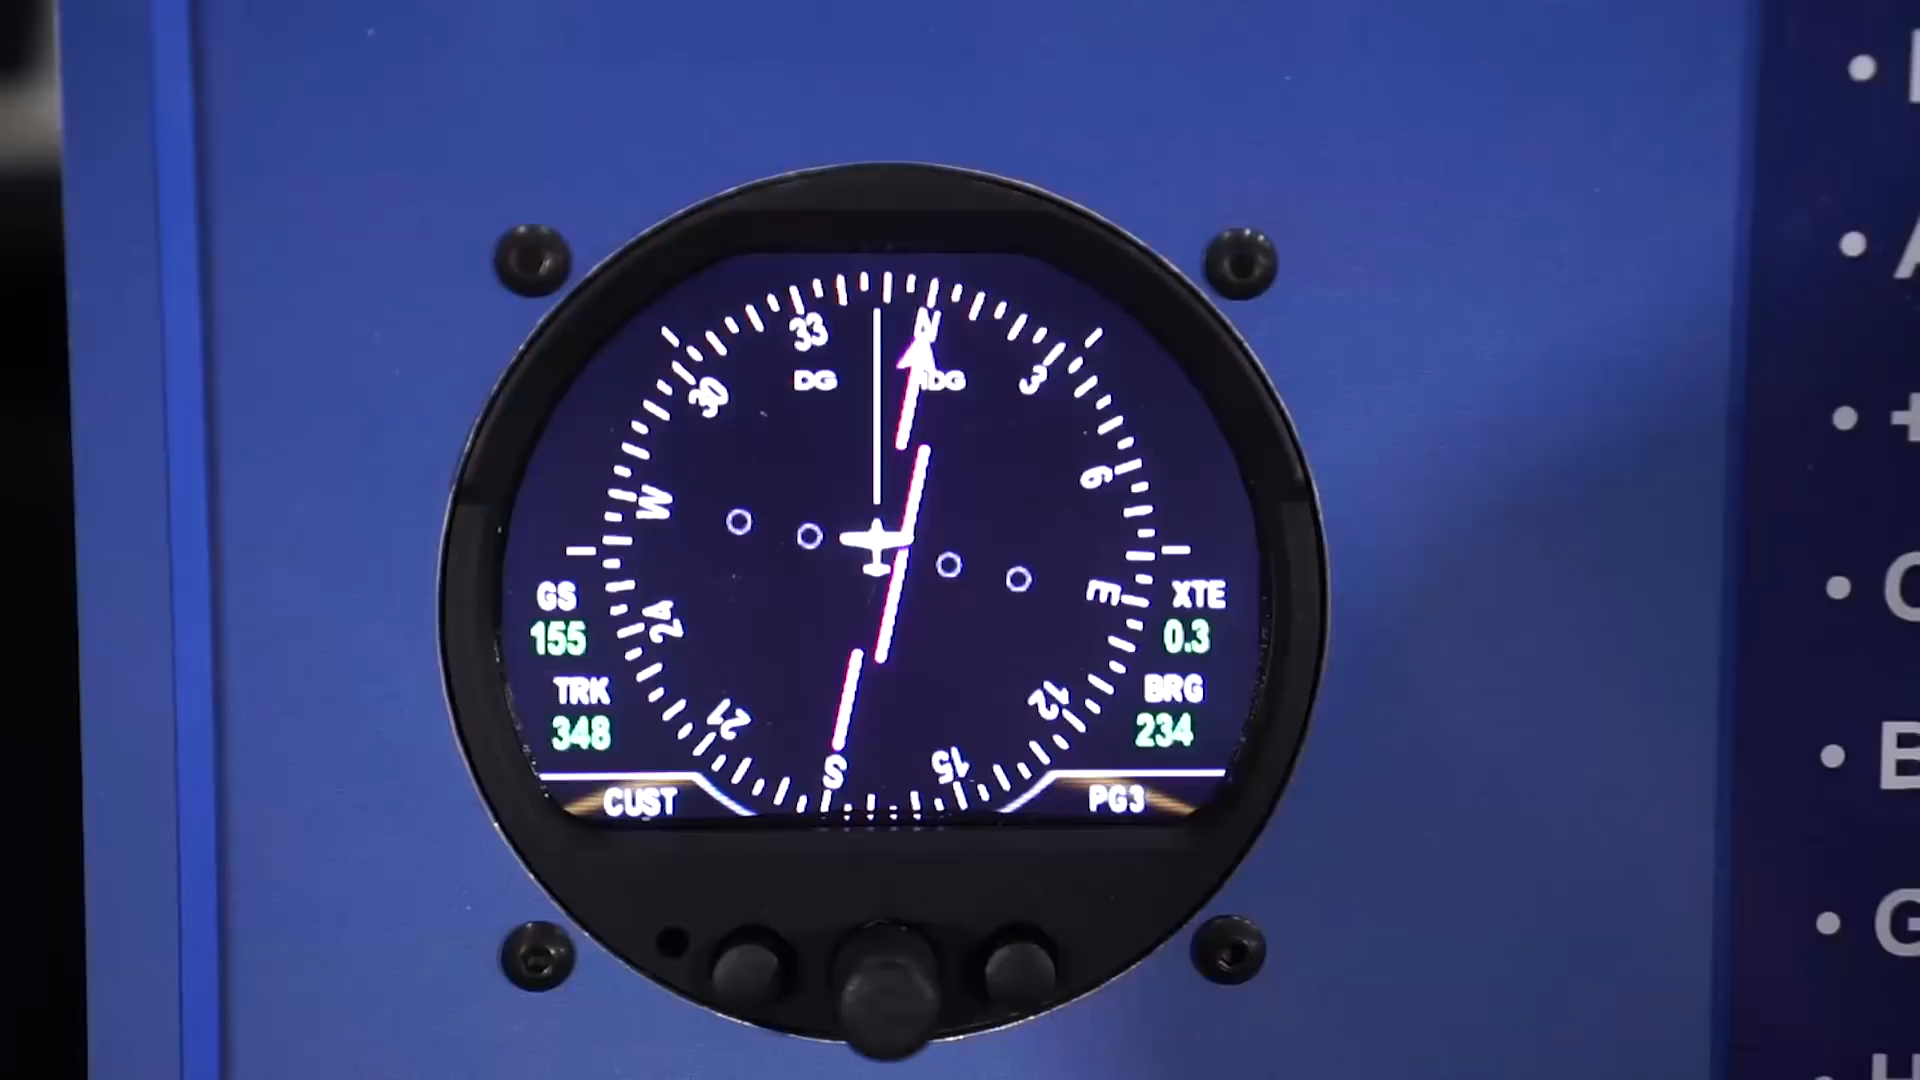 33 N
DG
30 3
W 6
GS E XTE
155 24 0.3
TRK BRG
348 21 12 234
S 15
CUST PG3
• A
• +
• B
• G
• H